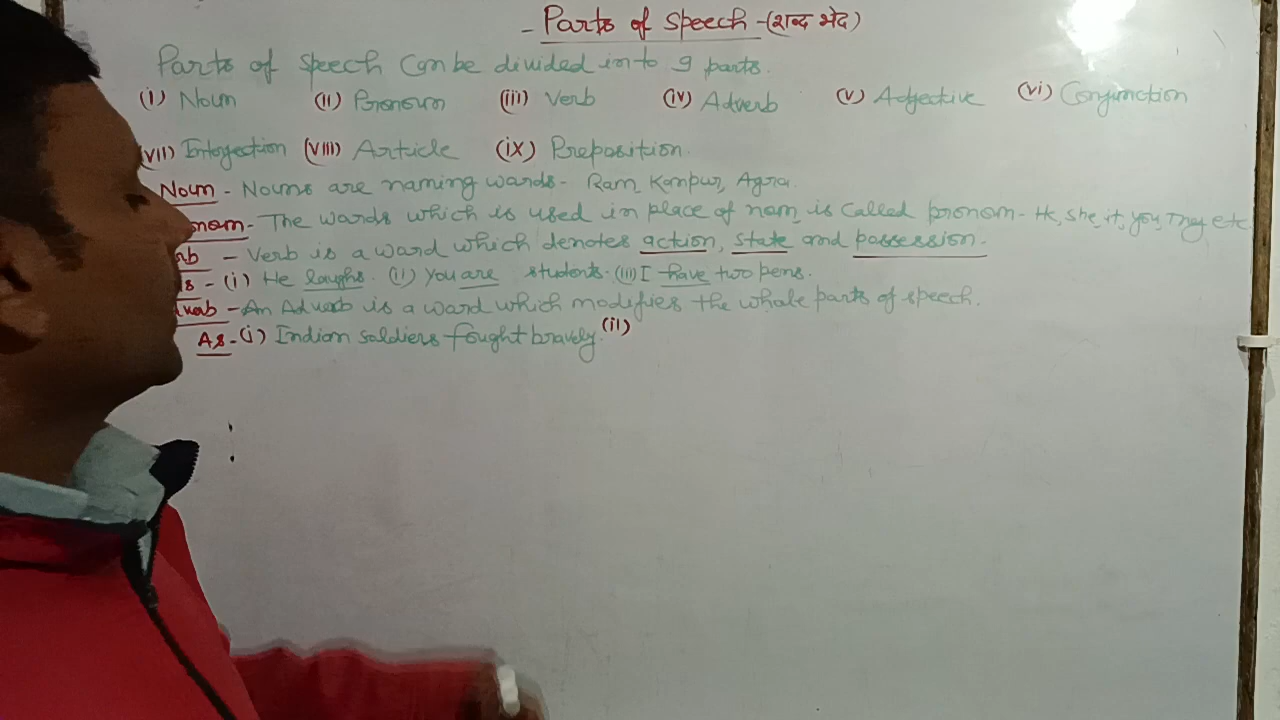 - Parts of speech - (शब्द भेद)
Parts of speech can be divided into 9 parts.
(i) Noun (ii) Pronoun (iii) Verb (iv) Adverb (v) Adjective (vi) Conjunction
(vii) Interjection (viii) Article (ix) Preposition.
Noun - Nouns are naming words - Ram, Kanpur, Agra.
noun - The words which is used in place of noun, is called pronoun - He, she, it, you, They etc
rb - Verb is a word which denotes action, state and possession.
s - (i) He laughs. (ii) You are students. (iii) I have two pens.
verb - An Adverb is a word which modifies the whole parts of speech.
As - (i) Indian soldiers fought bravely. (ii)